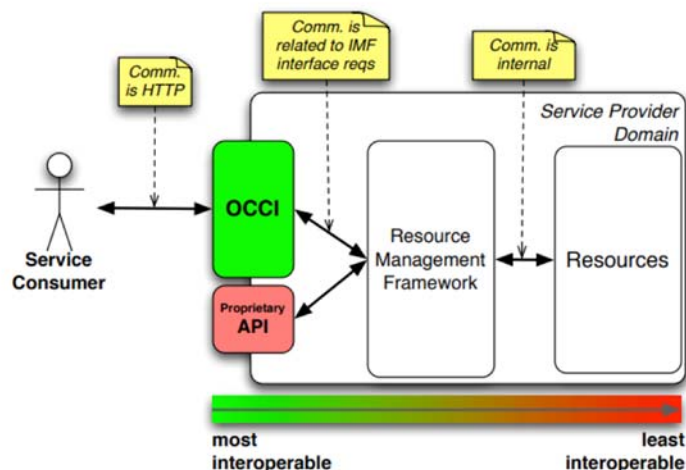 Comm.
is HTTP
Comm. is
related to IMF
interface reqs
Comm. is
internal
Service Provider
Domain
Service
Consumer
OCCI
Proprietary
API
Resource
Management
Framework
Resources
most
interoperable
least
interoperable